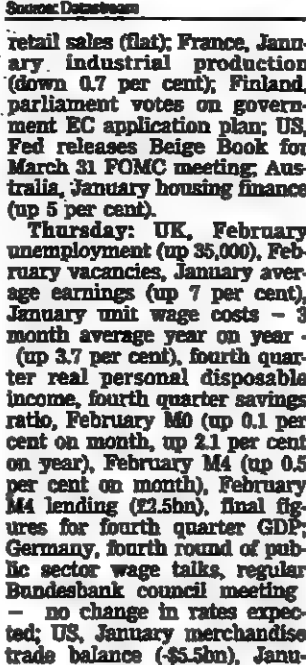 Source: Datastream
retail sales (flat); France, Janu-
ary industrial production
(down 0.7 per cent); Finland,
parliament votes on govern-
ment EC application plan; US,
Fed releases Beige Book for
March 31 FOMC meeting; Aus-
tralia, January housing finance
(up 5 per cent).
Thursday: UK, February
unemployment (up 35,000), Feb-
ruary vacancies, January aver-
age earnings (up 7 per cent),
January unit wage costs – 3
month average year on year -
(up 3.7 per cent), fourth quar-
ter real personal disposable
income, fourth quarter savings
ratio, February M0 (up 0.1 per
cent on month, up 2.1 per cent
on year), February M4 (up 0.5
per cent on month), February
M4 lending (£2.5bn), final fig-
ures for fourth quarter GDP;
Germany, fourth round of pub-
lic sector wage talks, regular
Bundesbank council meeting
– no change in rates expec-
ted; US, January merchandise
trade balance (-$5.5bn), Janu-